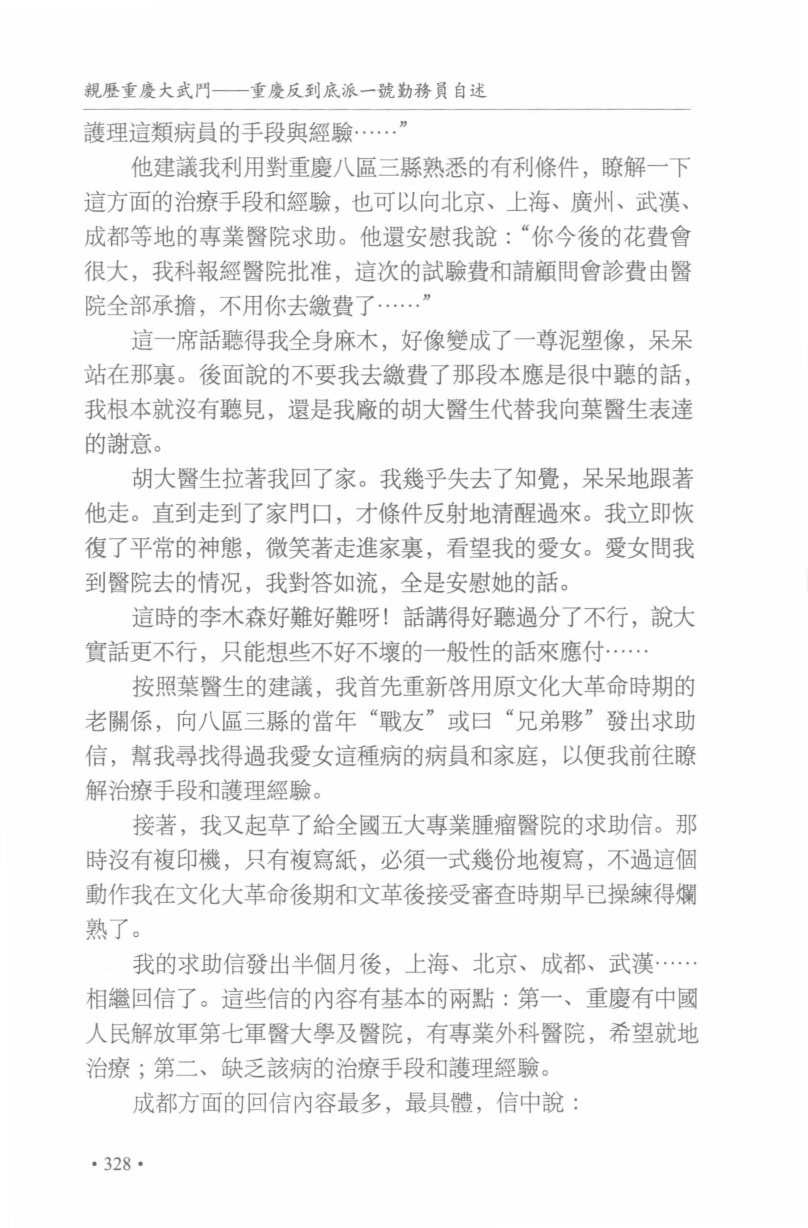 親歷重慶大武鬥——重慶反到底派一號勤務員自述
護理這類病員的手段與經驗……”
他建議我利用對重慶八區三縣熟悉的有利條件，瞭解一下
這方面的治療手段和經驗，也可以向北京、上海、廣州、武漢、
成都等地的專業醫院求助。他還安慰我說：“你今後的花費會
很大，我科報經醫院批准，這次的試驗費和請顧問會診費由醫
院全部承擔，不用你去繳費了……”
這一席話聽得我全身麻木，好像變成了一尊泥塑像，呆呆
站在那裏。後面說的不要我去繳費了那段本應是很中聽的話，
我根本就沒有聽見，還是我廠的胡大醫生代替我向葉醫生表達
的謝意。
胡大醫生拉著我回了家。我幾乎失去了知覺，呆呆地跟著
他走。直到走到了家門口，才條件反射地清醒過來。我立即恢
復了平常的神態，微笑著走進家裏，看望我的愛女。愛女問我
到醫院去的情況，我對答如流，全是安慰她的話。
這時的李木森好難好難呀！話講得好聽過分了不行，說大
實話更不行，只能想些不好不壞的一般性的話來應付……
按照葉醫生的建議，我首先重新啓用原文化大革命時期的
老關係，向八區三縣的當年“戰友”或曰“兄弟夥”發出求助
信，幫我尋找得過我愛女這種病的病員和家庭，以便我前往瞭
解治療手段和護理經驗。
接著，我又起草了給全國五大專業腫瘤醫院的求助信。那
時沒有複印機，只有複寫紙，必須一式幾份地複寫，不過這個
動作我在文化大革命後期和文革後接受審查時期早已操練得爛
熟了。
我的求助信發出半個月後，上海、北京、成都、武漢……
相繼回信了。這些信的內容有基本的兩點：第一、重慶有中國
人民解放軍第七軍醫大學及醫院，有專業外科醫院，希望就地
治療；第二、缺乏該病的治療手段和護理經驗。
成都方面的回信內容最多，最具體，信中說：
·328·